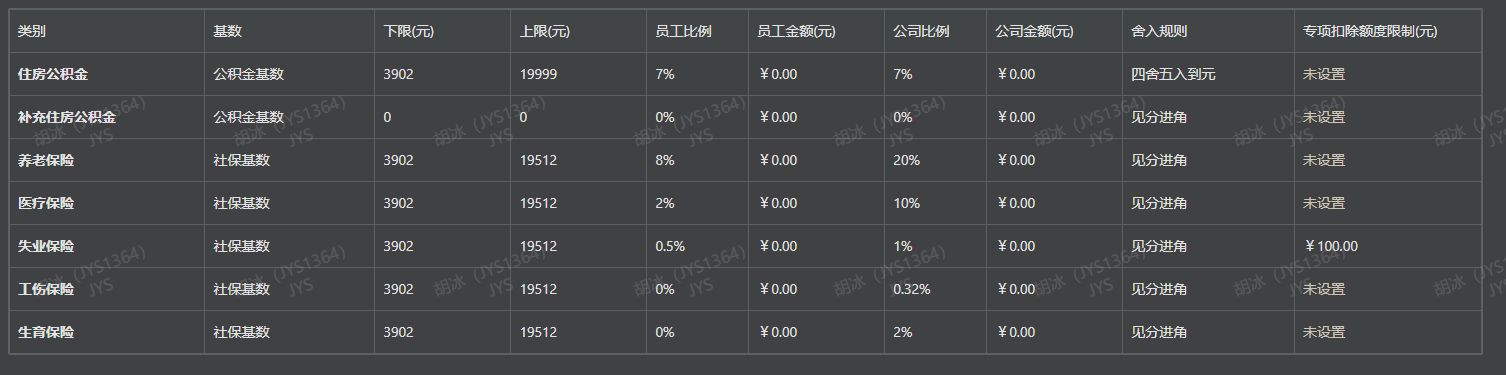 类别 基数 下限(元) 上限(元) 员工比例 员工金额(元) 公司比例 公司金额(元) 舍入规则 专项扣除额度限制(元)
住房公积金 公积金基数 3902 19999 7% ￥0.00 7% ￥0.00 四舍五入到元 未设置
补充住房公积金 公积金基数 0 0 0% ￥0.00 0% ￥0.00 见分进角 未设置
养老保险 社保基数 3902 19512 8% ￥0.00 20% ￥0.00 见分进角 未设置
医疗保险 社保基数 3902 19512 2% ￥0.00 10% ￥0.00 见分进角 未设置
失业保险 社保基数 3902 19512 0.5% ￥0.00 1% ￥0.00 见分进角 ￥100.00
工伤保险 社保基数 3902 19512 0% ￥0.00 0.32% ￥0.00 见分进角 未设置
生育保险 社保基数 3902 19512 0% ￥0.00 2% ￥0.00 见分进角 未设置
胡冰（JYS1364）
JYS
胡冰（JYS1364）
JYS
胡冰（JYS1364）
JYS
胡冰（JYS1364）
JYS
胡冰（JYS1364）
JYS
胡冰（JYS1364）
JYS
胡冰（JYS1364）
JYS
胡冰（JYS1364）
JYS
胡冰（JYS1364）
JYS
胡冰（JYS1364）
JYS
胡冰（JYS1364）
JYS
胡冰（JYS1364）
JYS